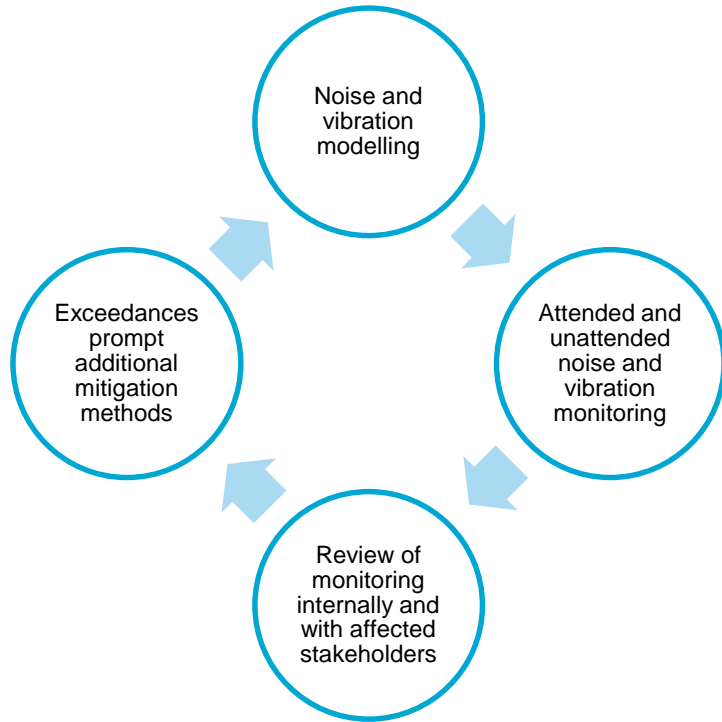 Noise and
vibration
modelling
Attended and
unattended
noise and
vibration
monitoring
Review of
monitoring
internally and
with affected
stakeholders
Exceedances
prompt
additional
mitigation
methods